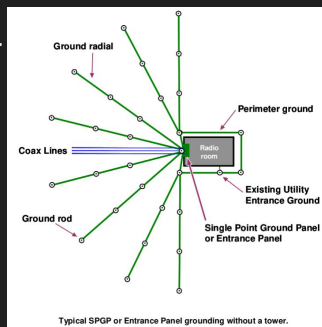 Ground radial
Perimeter ground
Radio
room
Coax Lines
Existing Utility
Entrance Ground
Ground rod
Single Point Ground Panel
or Entrance Panel
Typical SPGP or Entrance Panel grounding without a tower.